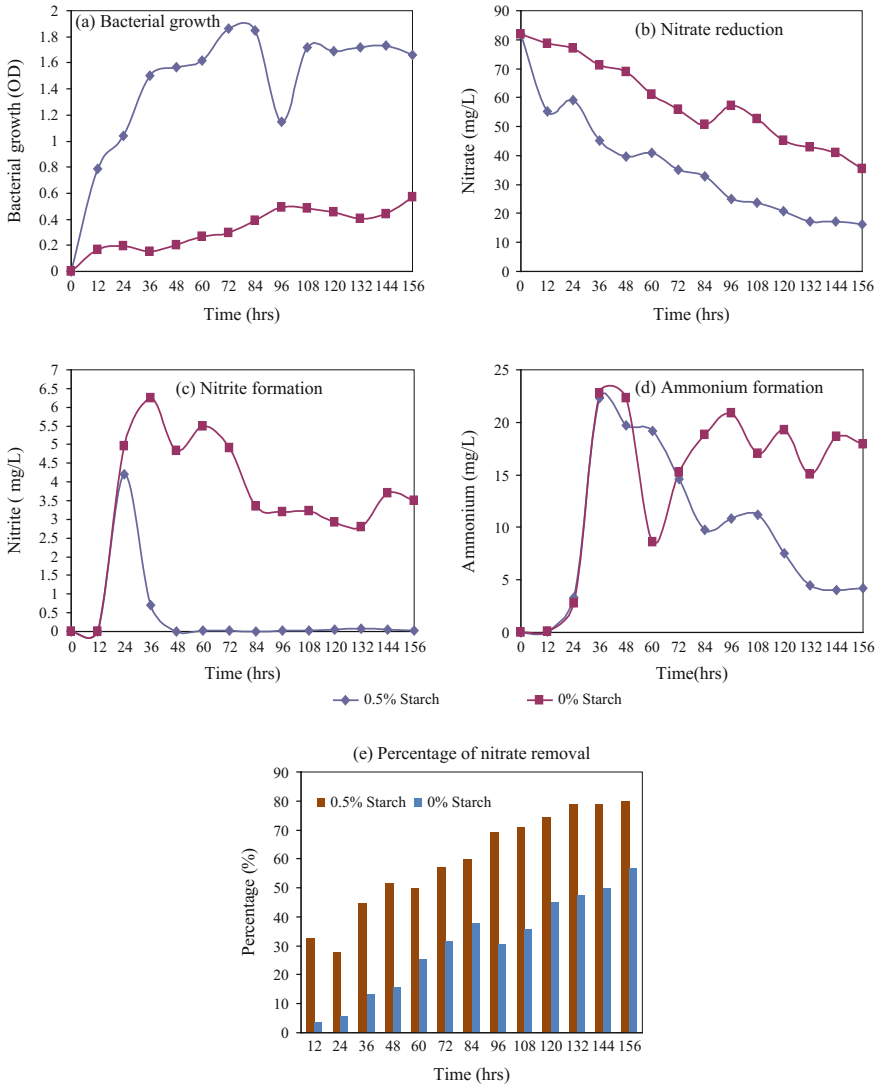 (a) Bacterial growth
Bacterial growth (OD)
2
1.8
1.6
1.4
1.2
1
0.8
0.6
0.4
0.2
0
0 12 24 36 48 60 72 84 96 108 120 132 144 156
Time (hrs)
(b) Nitrate reduction
Nitrate (mg/L)
90
80
70
60
50
40
30
20
10
0
0 12 24 36 48 60 72 84 96 108 120 132 144 156
Time (hrs)
(c) Nitrite formation
Nitrite ( mg/L)
7
6.5
6
5.5
5
4.5
4
3.5
3
2.5
2
1.5
1
0.5
0
0 12 24 36 48 60 72 84 96 108 120 132 144 156
Time (hrs)
(d) Ammonium formation
Ammonium (mg/L)
25
20
15
10
5
0
0 12 24 36 48 60 72 84 96 108 120 132 144 156
Time(hrs)
0.5% Starch 0% Starch
(e) Percentage of nitrate removal
0.5% Starch 0% Starch
Percentage (%)
90
80
70
60
50
40
30
20
10
0
12 24 36 48 60 72 84 96 108 120 132 144 156
Time (hrs)